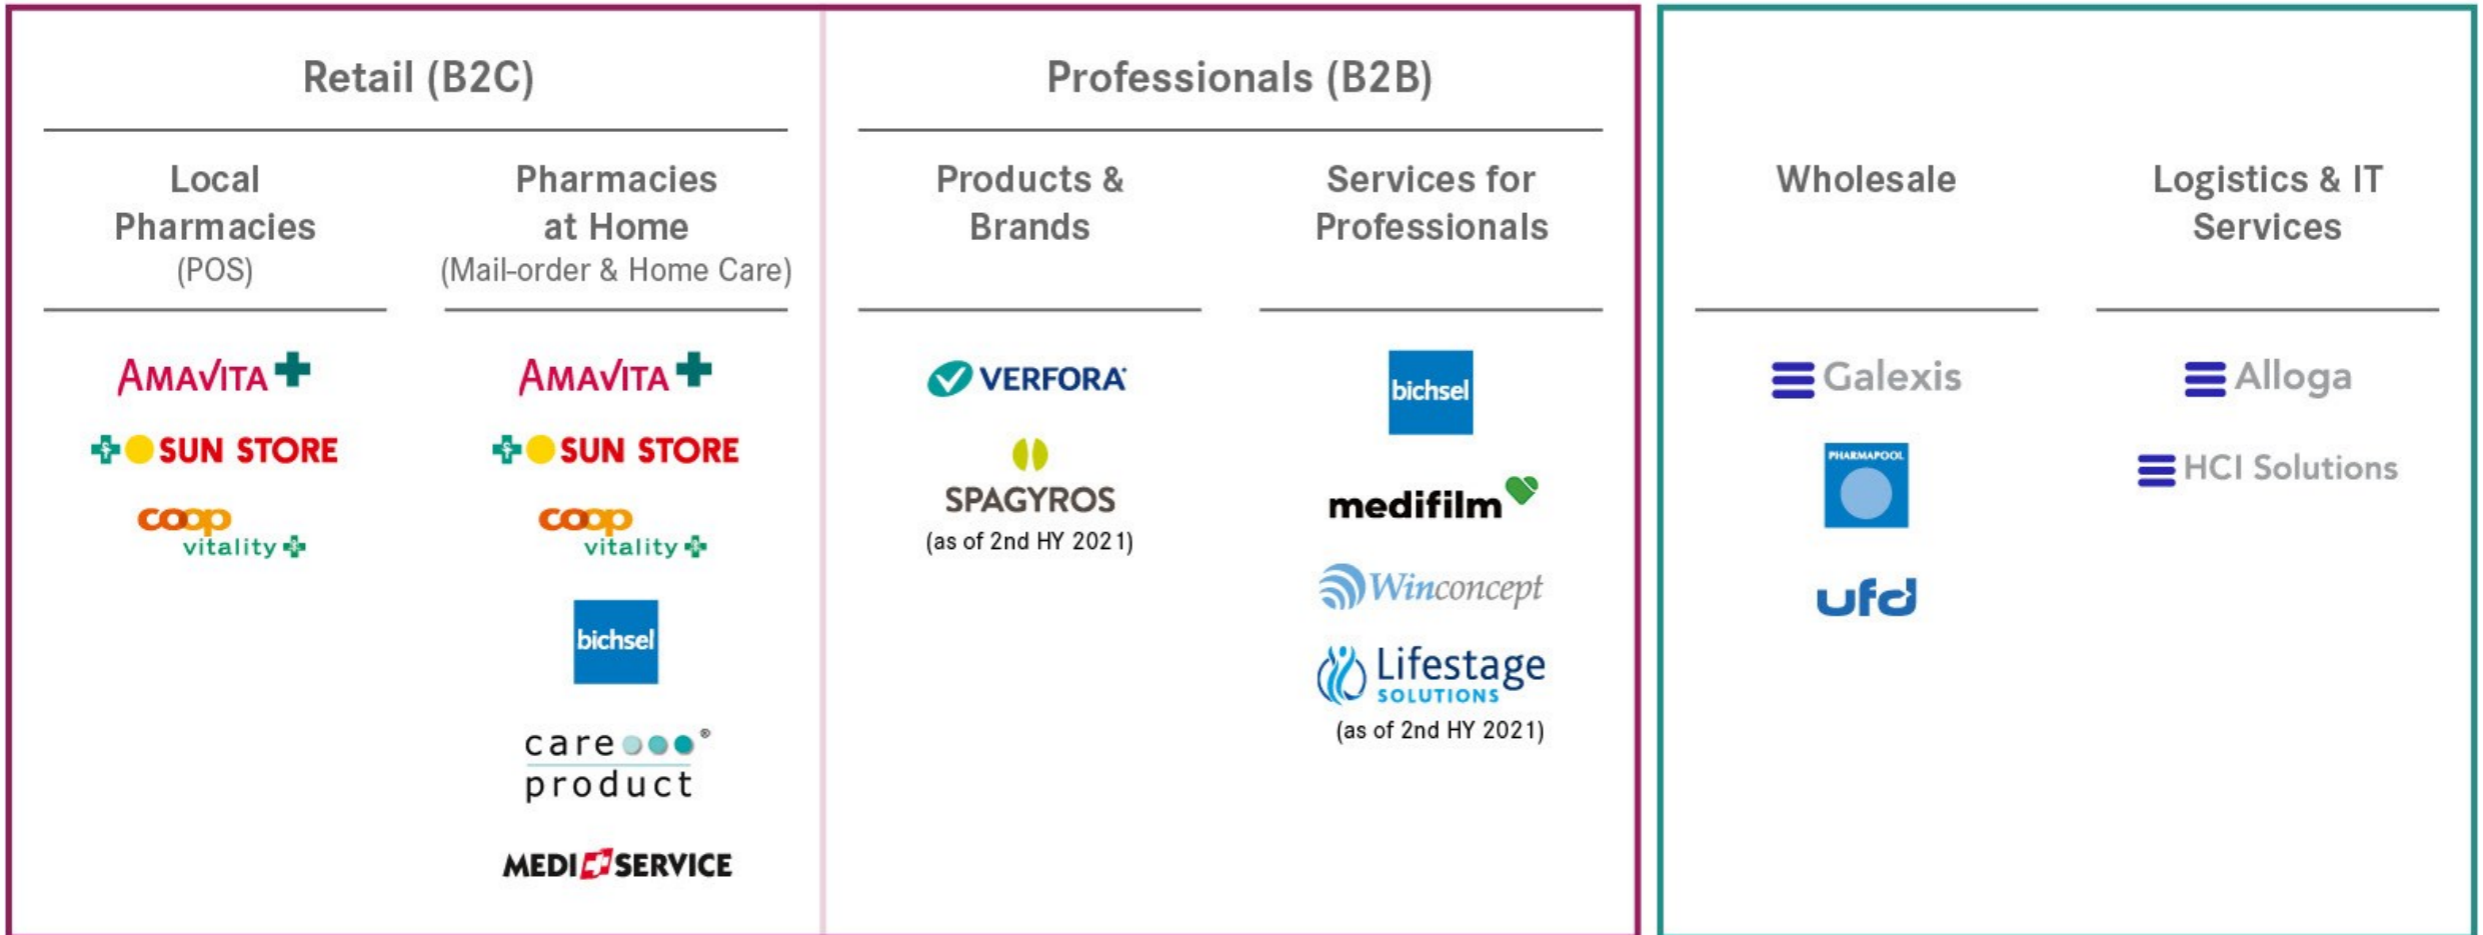 Retail (B2C)
Local
Pharmacies
(POS)
AMAVITA
SUN STORE
coop
vitality
Pharmacies
at Home
(Mail-order & Home Care)
AMAVITA
SUN STORE
coop
vitality
bichsel
care ®
product
MEDI SERVICE
Professionals (B2B)
Products &
Brands
VERFORA®
SPAGYROS
(as of 2nd HY 2021)
Services for
Professionals
bichsel
medifilm
Winconcept
Lifestage
SOLUTIONS
(as of 2nd HY 2021)
Wholesale
Galexis
PHARMAPOOL
ufd
Logistics & IT
Services
Alloga
HCI Solutions